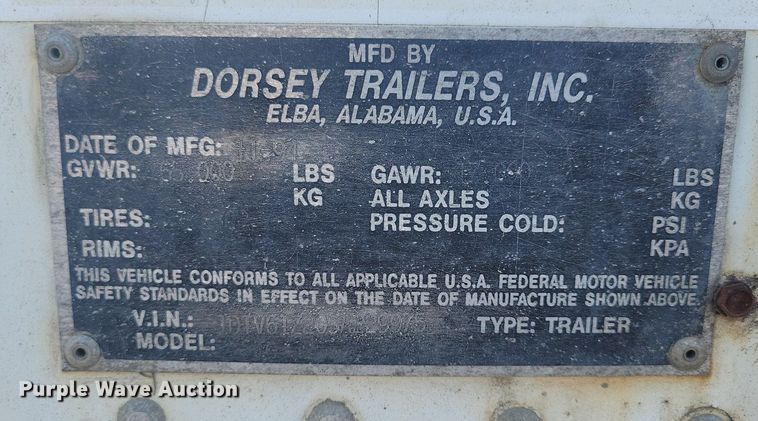 MFD BY
DORSEY TRAILERS, INC.
ELBA, ALABAMA, U.S.A.
DATE OF MFG:
GVWR: LBS GAWR: LBS
KG ALL AXLES KG
TIRES: PRESSURE COLD: PSI
RIMS: KPA
THIS VEHICLE CONFORMS TO ALL APPLICABLE U.S.A. FEDERAL MOTOR VEHICLE
SAFETY STANDARDS IN EFFECT ON THE DATE OF MANUFACTURE SHOWN ABOVE.
V.I.N.: TYPE: TRAILER
MODEL:
Purple Wave Auction